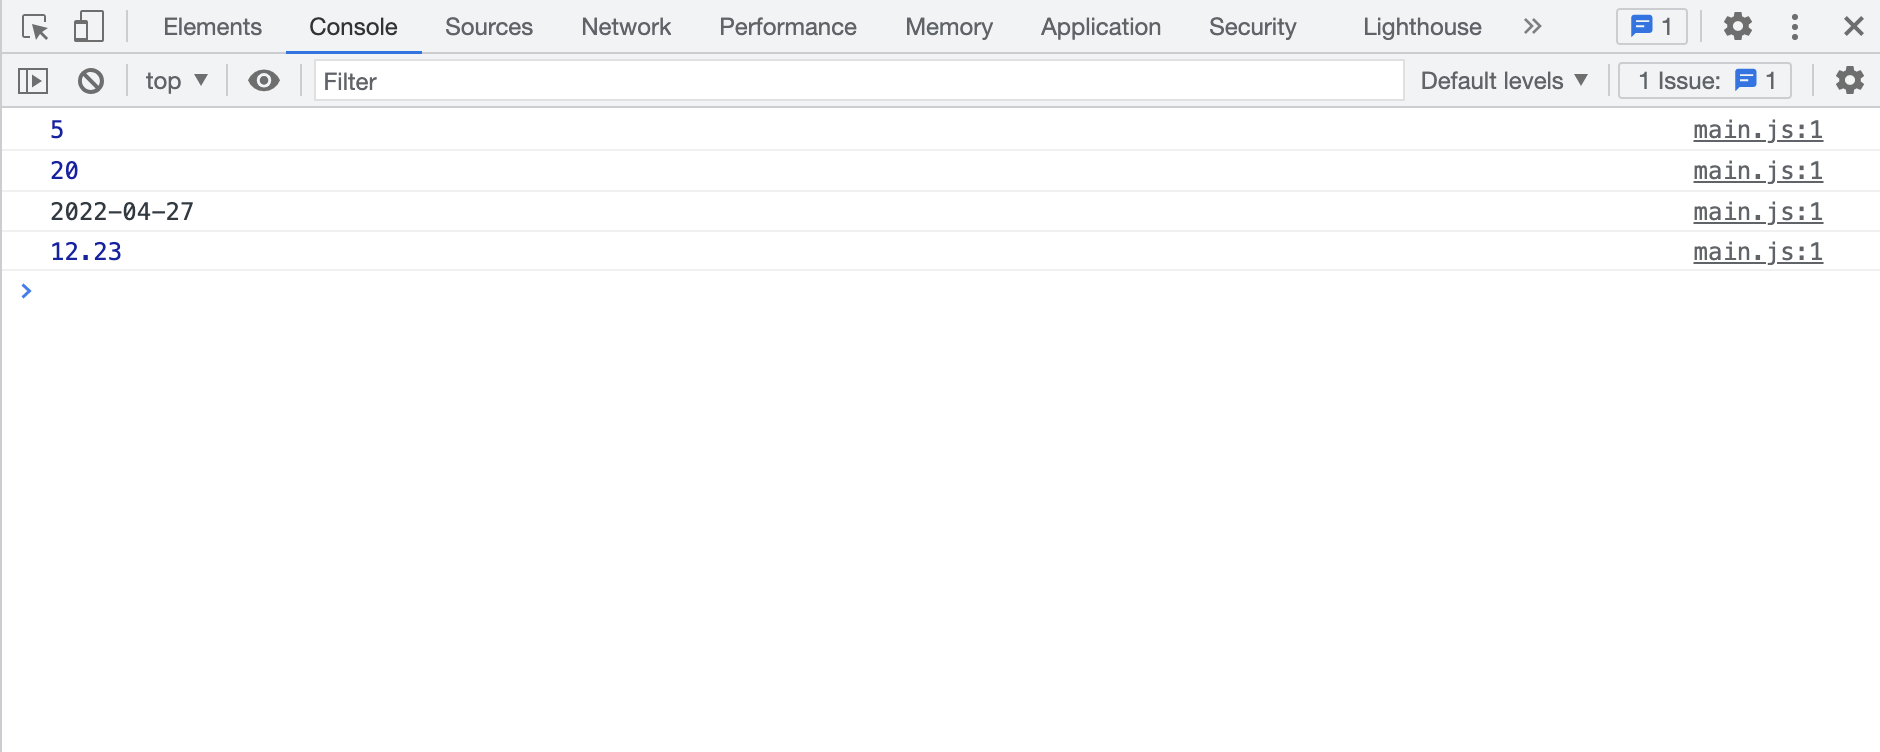 Elements Console Sources Network Performance Memory Application Security Lighthouse » 1
top ▼ Filter Default levels ▼ 1 Issue: 1
5 main.js:1
20 main.js:1
2022-04-27 main.js:1
12.23 main.js:1